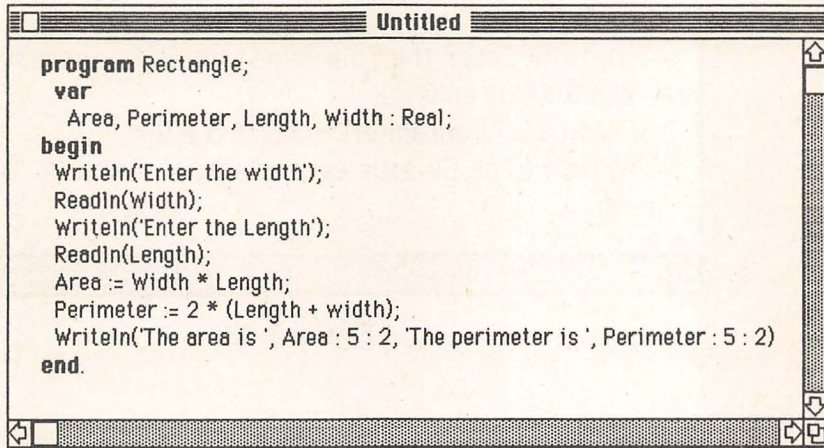 Untitled
program Rectangle;
var
Area, Perimeter, Length, Width : Real;
begin
Writeln('Enter the width');
Readln(Width);
Writeln('Enter the Length');
Readln(Length);
Area := Width * Length;
Perimeter := 2 * (Length + width);
Writeln('The area is ', Area : 5 : 2, 'The perimeter is ', Perimeter : 5 : 2)
end.